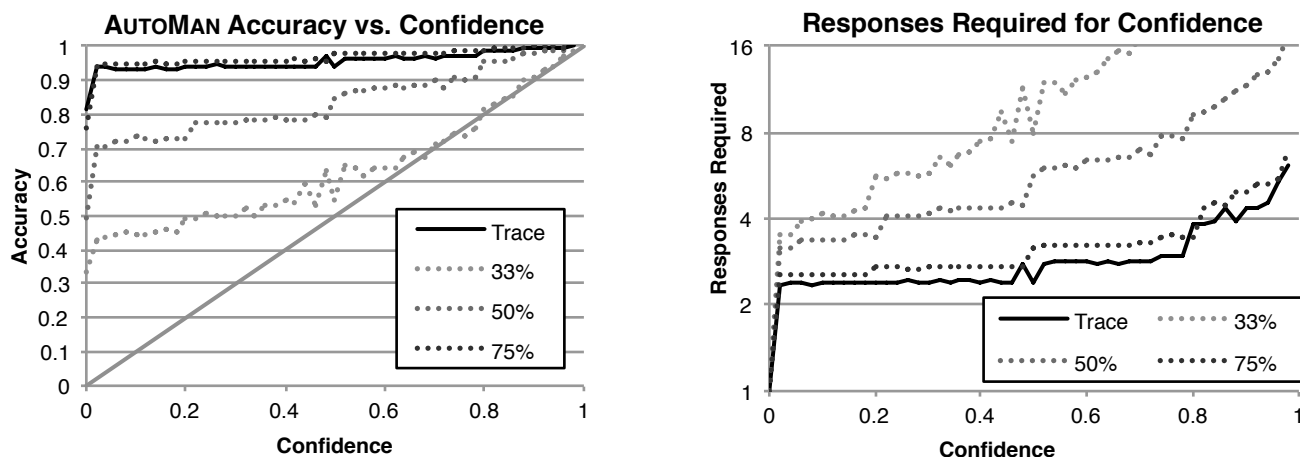 AUTOMAN Accuracy vs. Confidence
1
0.9
0.8
0.7
0.6
0.5
0.4
0.3
0.2
0.1
0
Accuracy
Trace
33%
50%
75%
0 0.2 0.4 0.6 0.8 1
Confidence
Responses Required for Confidence
16
8
4
2
1
Responses Required
Trace 33%
50% 75%
0 0.2 0.4 0.6 0.8 1
Confidence